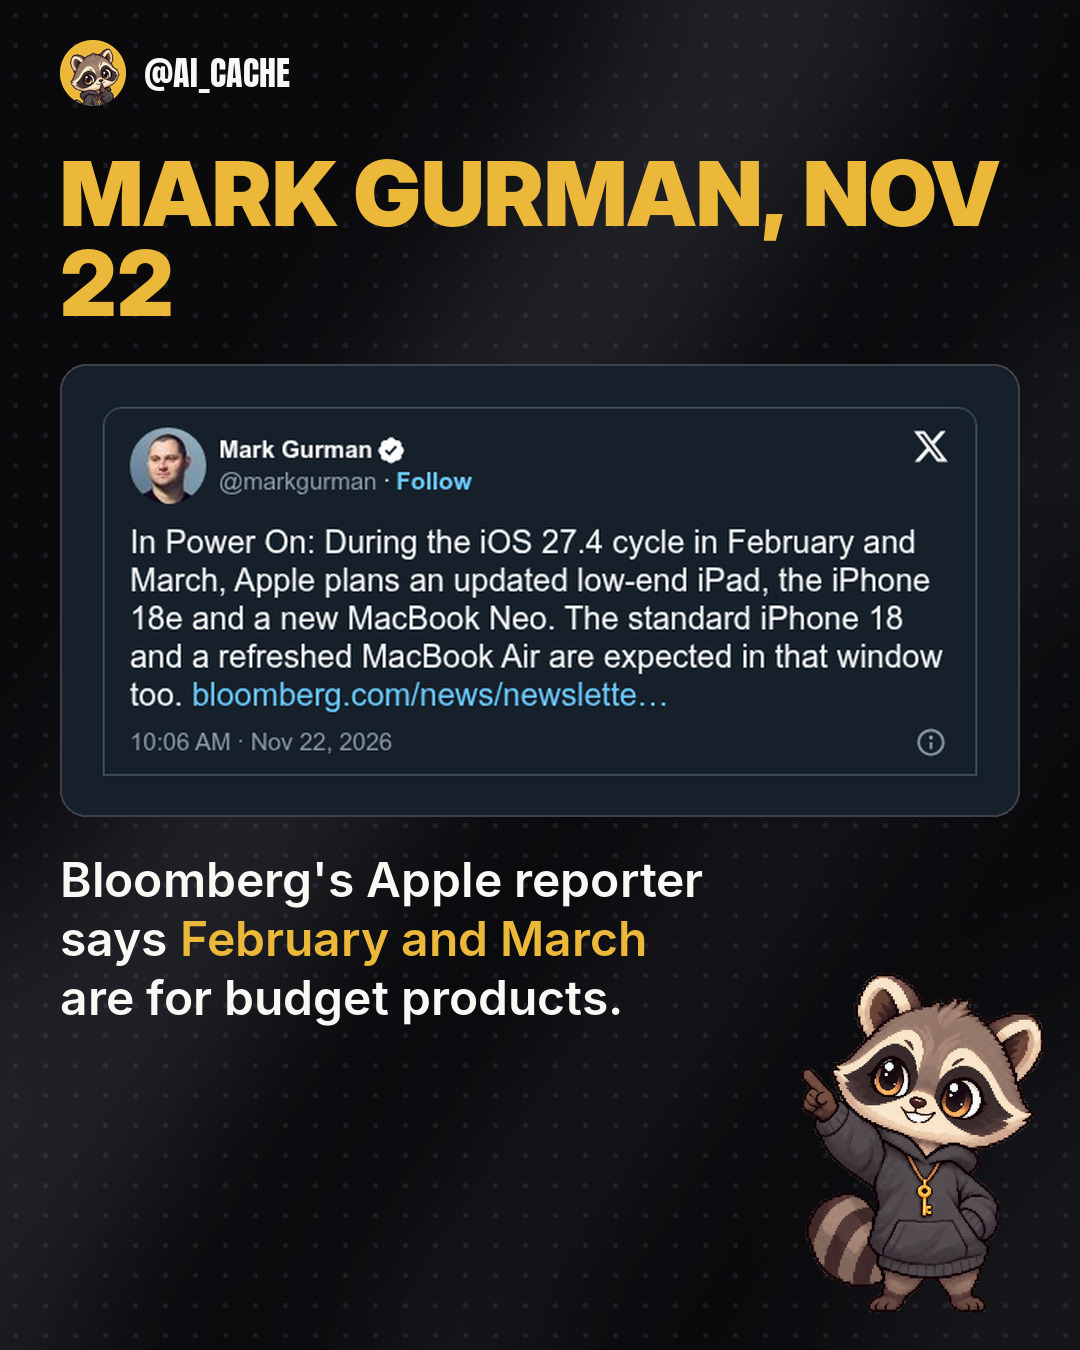 @AI_CACHE
MARK GURMAN, NOV
22
Mark Gurman
@markgurman · Follow
In Power On: During the iOS 27.4 cycle in February and
March, Apple plans an updated low-end iPad, the iPhone
18e and a new MacBook Neo. The standard iPhone 18
and a refreshed MacBook Air are expected in that window
too. bloomberg.com/news/newslette…
10:06 AM · Nov 22, 2026
Bloomberg's Apple reporter
says February and March
are for budget products.